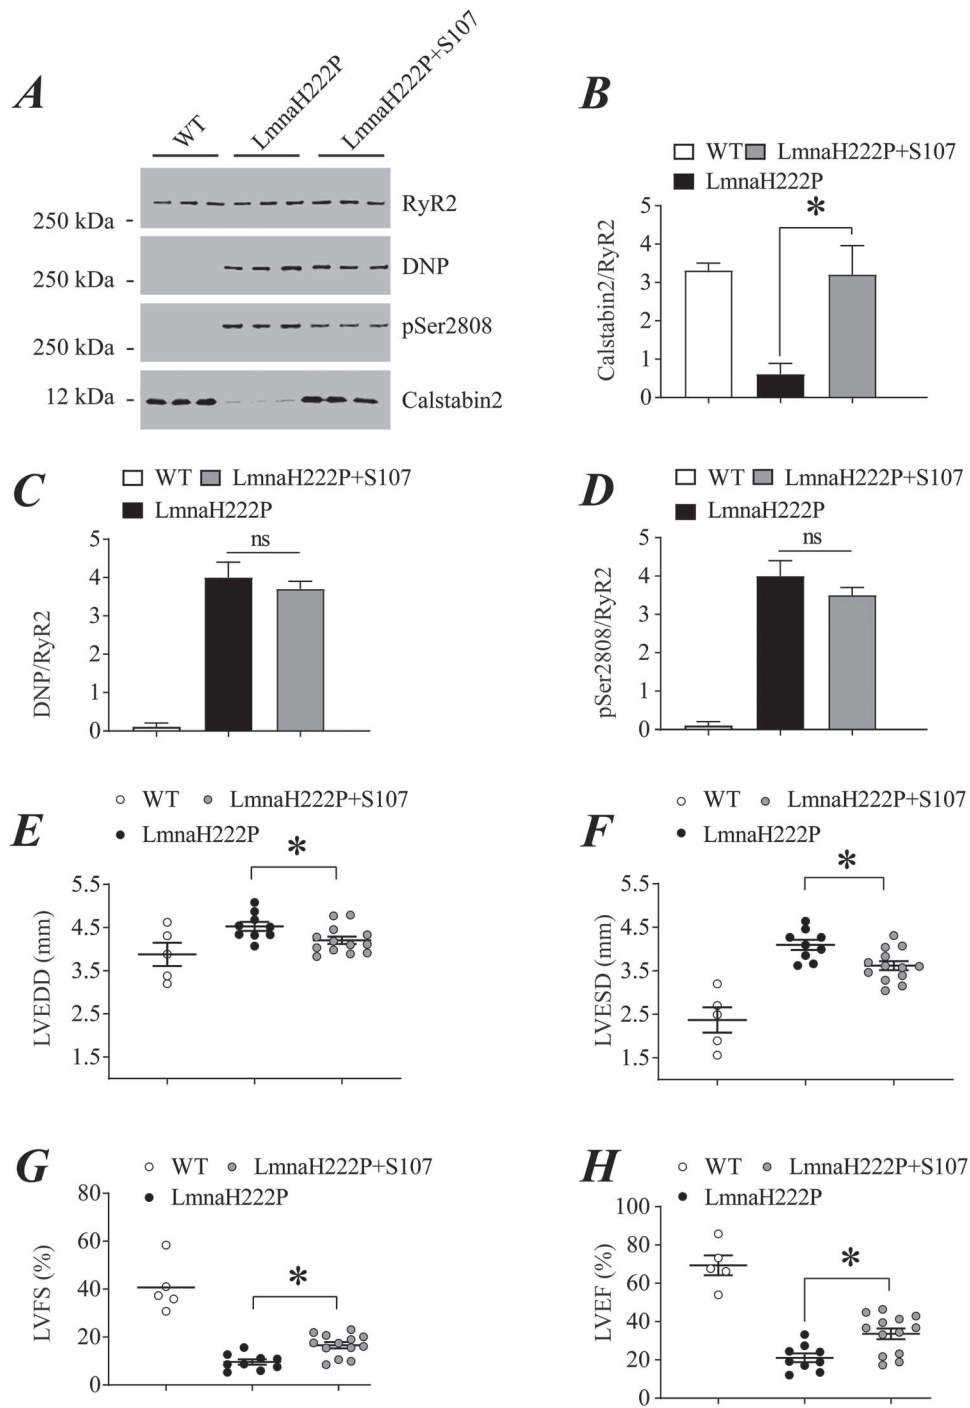 A
WT
LmnaH222P
LmnaH222P+S107
250 kDa -
RyR2
250 kDa -
DNP
250 kDa -
pSer2808
12 kDa -
Calstabin2
B
WT LmnaH222P+S107
LmnaH222P
Calstabin2/RyR2
5
4
3
2
1
0
*
C
WT LmnaH222P+S107
LmnaH222P
DNP/RyR2
5
4
3
2
1
0
ns
D
WT LmnaH222P+S107
LmnaH222P
pSer2808/RyR2
5
4
3
2
1
0
ns
E
WT LmnaH222P+S107
LmnaH222P
LVEDD (mm)
5.5
4.5
3.5
2.5
1.5
*
F
WT LmnaH222P+S107
LmnaH222P
LVESD (mm)
5.5
4.5
3.5
2.5
1.5
*
G
WT LmnaH222P+S107
LmnaH222P
LVFS (%)
80
60
40
20
0
*
H
WT LmnaH222P+S107
LmnaH222P
LVEF (%)
100
80
60
40
20
0
*